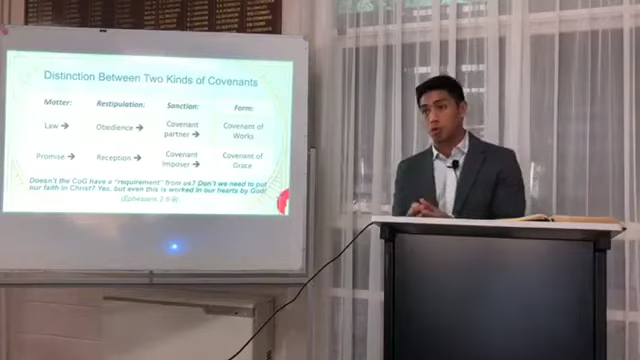 Distinction Between Two Kinds of Covenants
Matter: Restipulation: Sanction: Form:
Law → Obedience → Covenant partner → Covenant of Works
Promise → Reception → Covenant Imposer → Covenant of Grace
Doesn't the CoG have a "requirement" from us? Don't we need to put
our faith in Christ? Yes, but even this is worked in our hearts by God!
(Ephesians 2:6-9)